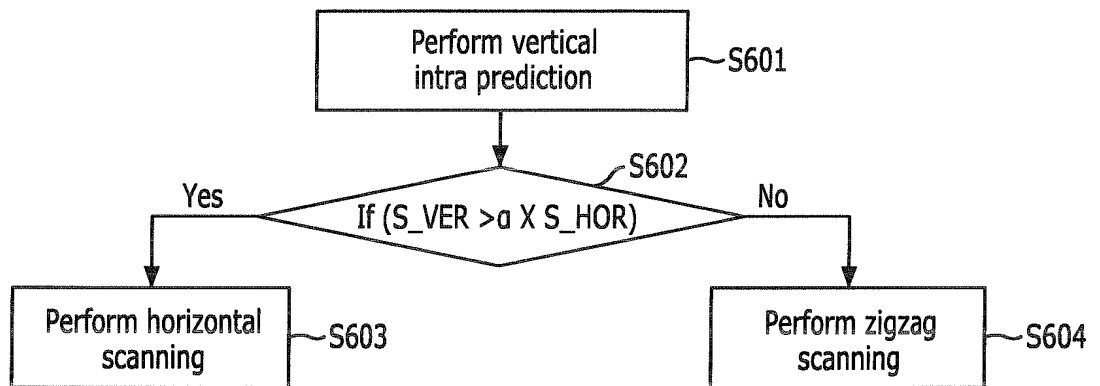 Perform vertical
intra prediction
S601
S602
Yes
If (S_VER >a X S_HOR)
No
Perform horizontal
scanning
S603
Perform zigzag
scanning
S604